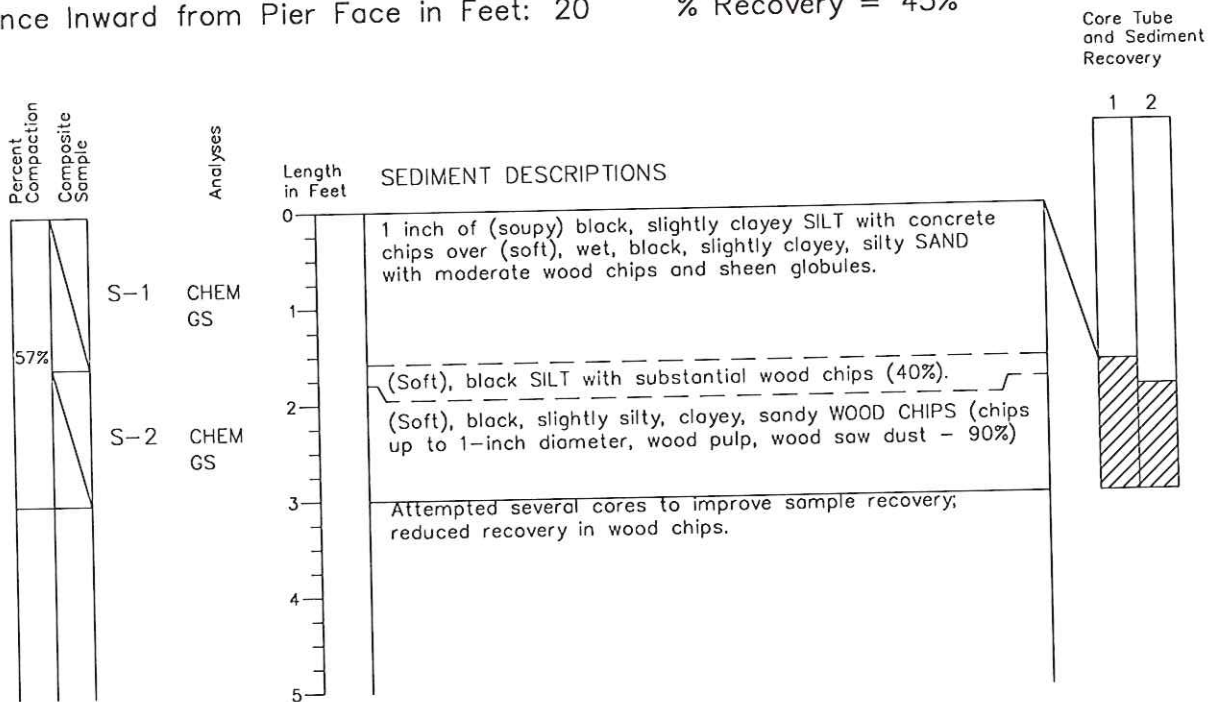 nce Inward from Pier Face in Feet: 20 % Recovery = 43%
Core Tube
and Sediment
Recovery
1 2
Percent
Compaction
Composite
Sample
Analyses
Length
in Feet
SEDIMENT DESCRIPTIONS
0
1 inch of (soupy) black, slightly clayey SILT with concrete
chips over (soft), wet, black, slightly clayey, silty SAND
with moderate wood chips and sheen globules.
S-1 CHEM
GS
1
57%
(Soft), black SILT with substantial wood chips (40%).
2
(Soft), black, slightly silty, clayey, sandy WOOD CHIPS (chips
up to 1-inch diameter, wood pulp, wood saw dust - 90%)
S-2 CHEM
GS
3
Attempted several cores to improve sample recovery;
reduced recovery in wood chips.
4
5